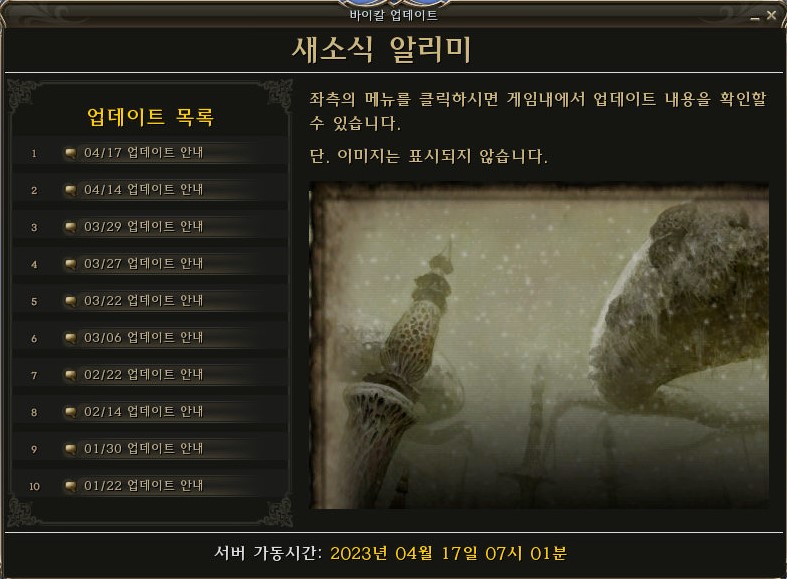 바이칼 업데이트
새소식 알리미
업데이트 목록
1 04/17 업데이트 안내
2 04/14 업데이트 안내
3 03/29 업데이트 안내
4 03/27 업데이트 안내
5 03/22 업데이트 안내
6 03/06 업데이트 안내
7 02/22 업데이트 안내
8 02/14 업데이트 안내
9 01/30 업데이트 안내
10 01/22 업데이트 안내
좌측의 메뉴를 클릭하시면 게임내에서 업데이트 내용을 확인할
수 있습니다.
단. 이미지는 표시되지 않습니다.
서버 가동시간: 2023년 04월 17일 07시 01분